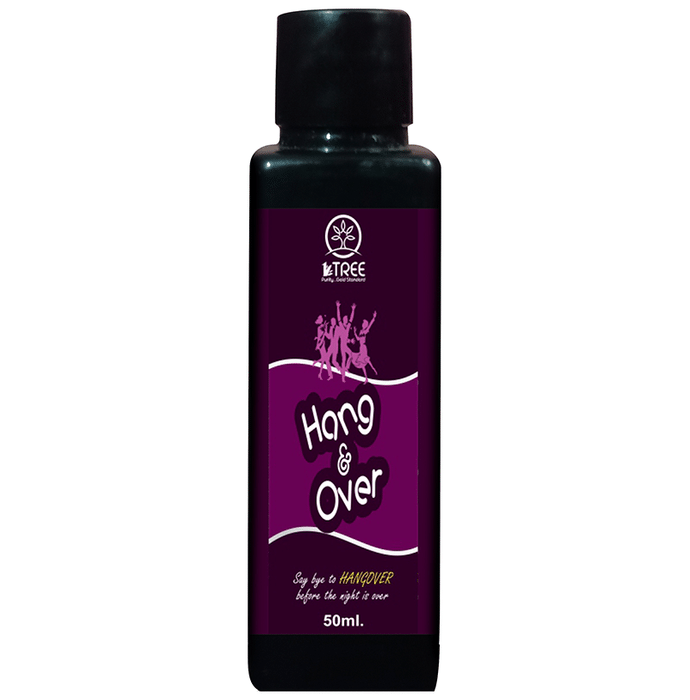 TREE
Purity...Gold Standard
Hang
&
Over
Say bye to HANGOVER
before the night is over
50ml.